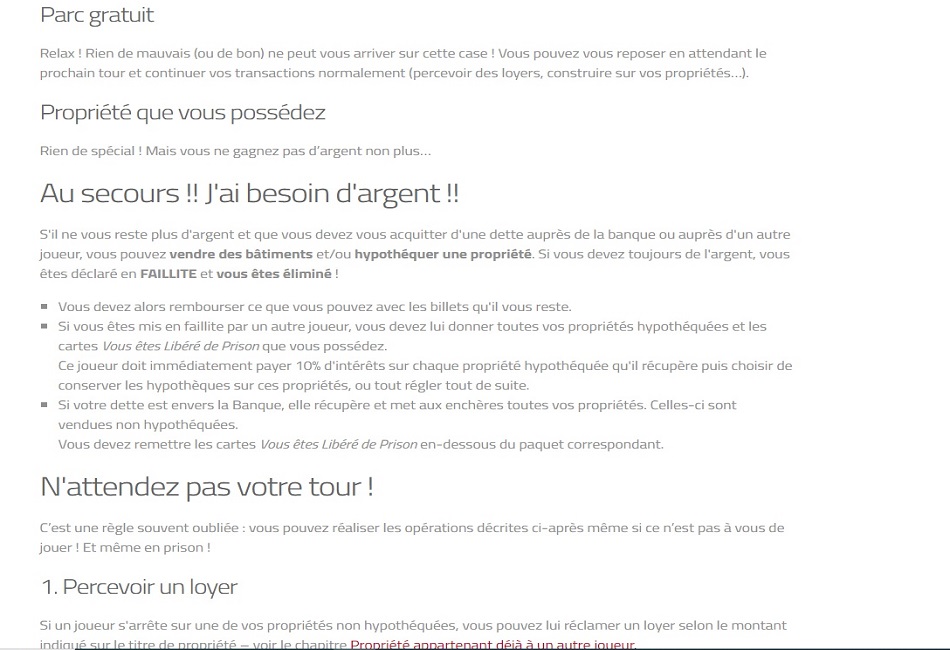 Parc gratuit
Relax ! Rien de mauvais (ou de bon) ne peut vous arriver sur cette case ! Vous pouvez vous reposer en attendant le
prochain tour et continuer vos transactions normalement (percevoir des loyers, construire sur vos propriétés…).
Propriété que vous possédez
Rien de spécial ! Mais vous ne gagnez pas d’argent non plus…
Au secours !! J'ai besoin d'argent !!
S'il ne vous reste plus d'argent et que vous devez vous acquitter d'une dette auprès de la banque ou auprès d'un autre
joueur, vous pouvez vendre des bâtiments et/ou hypothéquer une propriété. Si vous devez toujours de l'argent, vous
êtes déclaré en FAILLITE et vous êtes éliminé !
▪ Vous devez alors rembourser ce que vous pouvez avec les billets qu'il vous reste.
▪ Si vous êtes mis en faillite par un autre joueur, vous devez lui donner toutes vos propriétés hypothéquées et les
cartes Vous êtes Libéré de Prison que vous possédez.
Ce joueur doit immédiatement payer 10% d'intérêts sur chaque propriété hypothéquée qu'il récupère puis choisir de
conserver les hypothèques sur ces propriétés, ou tout régler tout de suite.
▪ Si votre dette est envers la Banque, elle récupère et met aux enchères toutes vos propriétés. Celles-ci sont
vendues non hypothéquées.
Vous devez remettre les cartes Vous êtes Libéré de Prison en-dessous du paquet correspondant.
N'attendez pas votre tour !
C’est une règle souvent oubliée : vous pouvez réaliser les opérations décrites ci-après même si ce n’est pas à vous de
jouer ! Et même en prison !
1. Percevoir un loyer
Si un joueur s'arrête sur une de vos propriétés non hypothéquées, vous pouvez lui réclamer un loyer selon le montant
indiqué sur le titre de propriété – voir le chapitre Propriété appartenant déjà à un autre joueur.